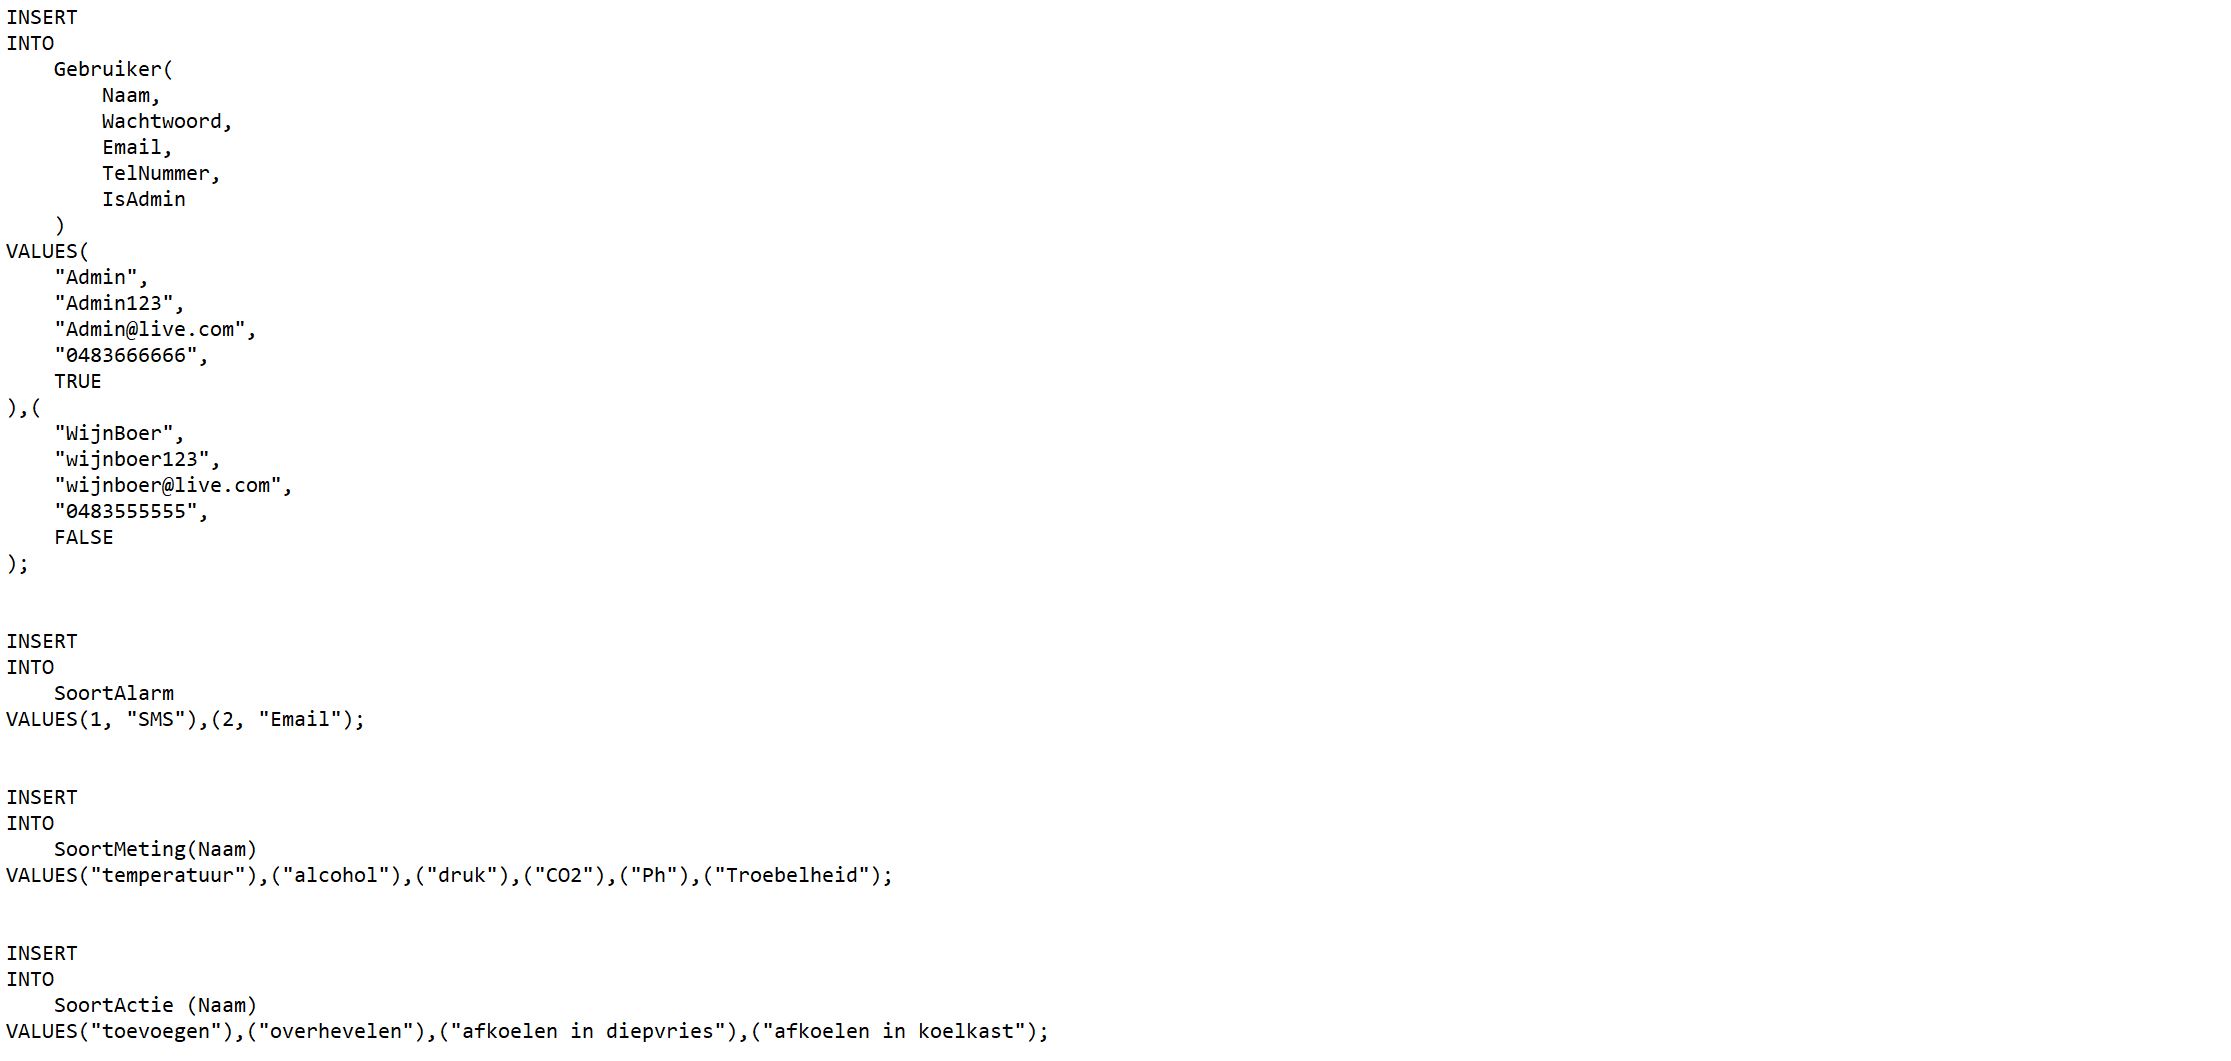 INSERT
INTO
    Gebruiker(
        Naam,
        Wachtwoord,
        Email,
        TelNummer,
        IsAdmin
    )
VALUES(
    "Admin",
    "Admin123",
    "Admin@live.com",
    "0483666666",
    TRUE
),(
    "WijnBoer",
    "wijnboer123",
    "wijnboer@live.com",
    "0483555555",
    FALSE
);
INSERT
INTO
    SoortAlarm
VALUES(1, "SMS"),(2, "Email");
INSERT
INTO
    SoortMeting(Naam)
VALUES("temperatuur"),("alcohol"),("druk"),("CO2"),("Ph"),("Troebelheid");
INSERT
INTO
    SoortActie (Naam)
VALUES("toevoegen"),("overhevelen"),("afkoelen in diepvries"),("afkoelen in koelkast");